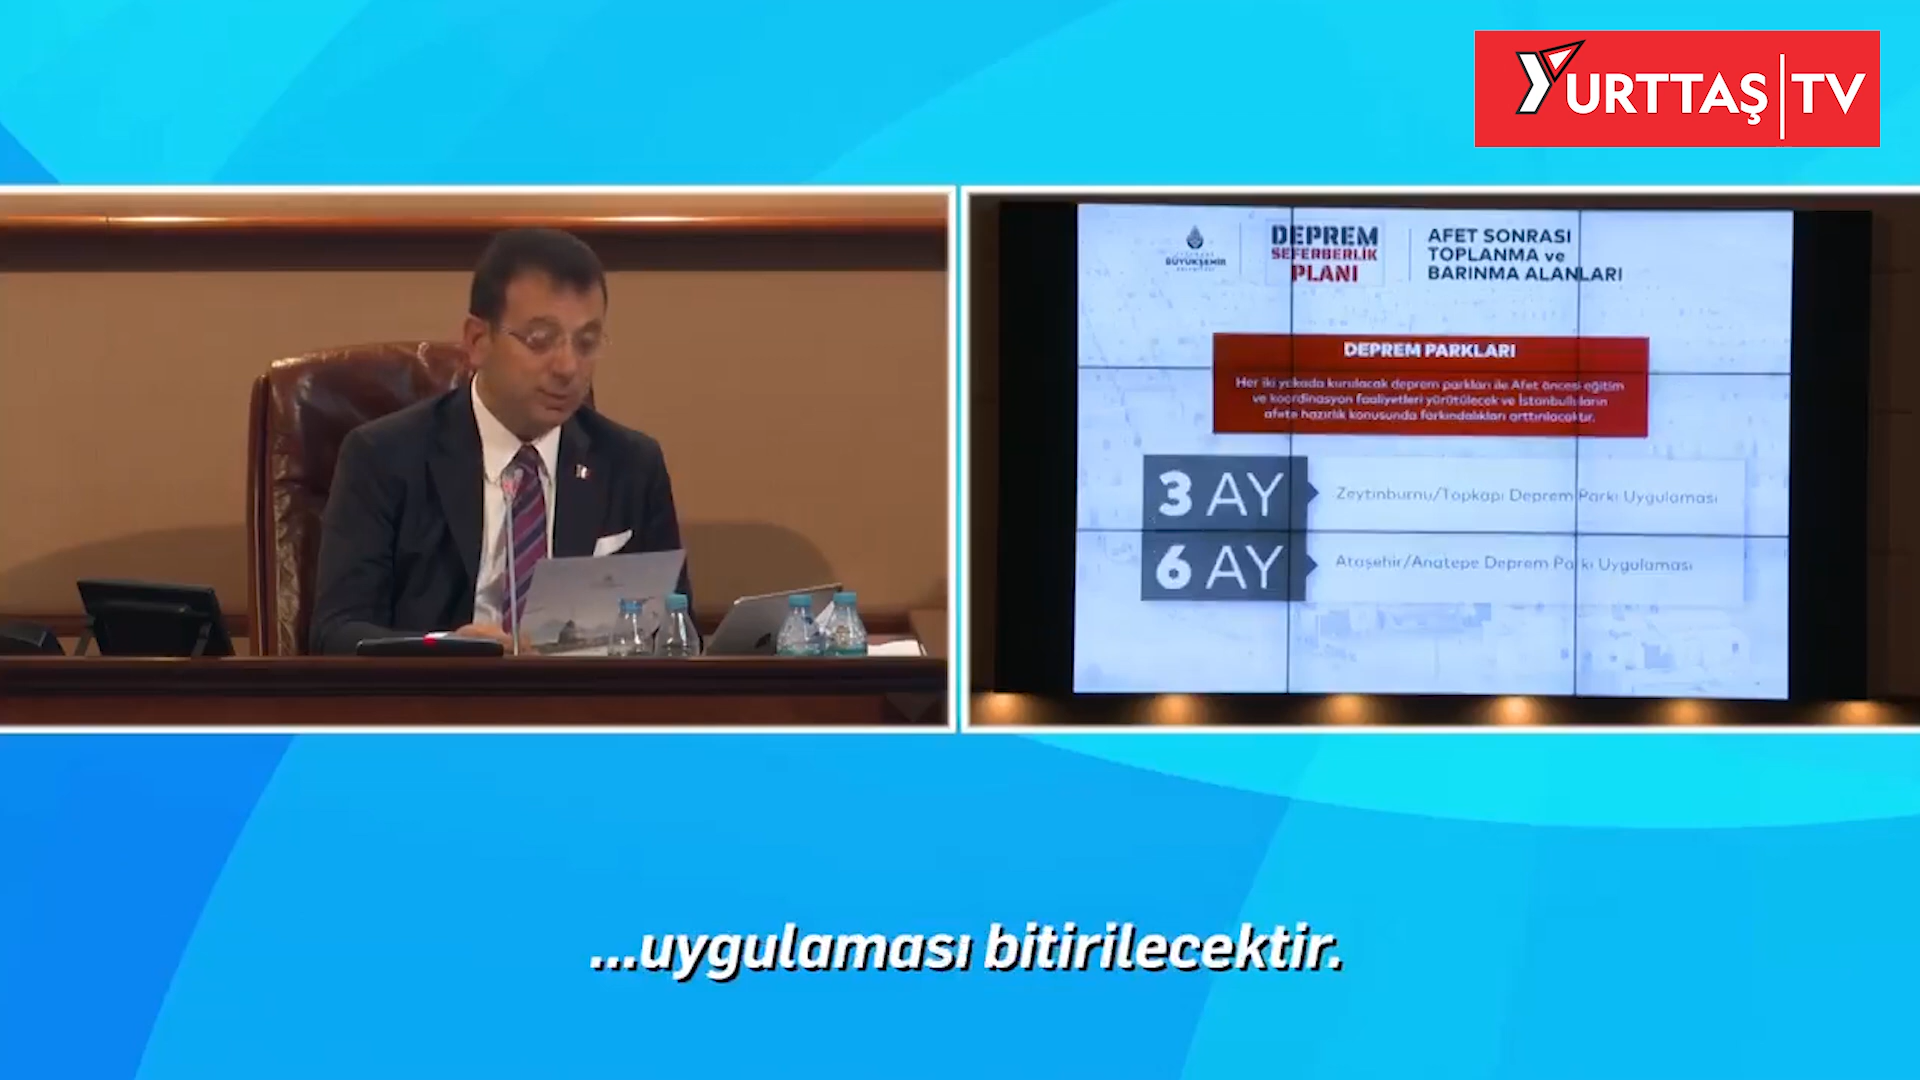 YURTTAŞ|TV
BÜYÜKŞEHİR
DEPREM
SEFERBERLİK
PLANI
AFET SONRASI
TOPLANMA ve
BARINMA ALANLARI
DEPREM PARKLARI
Her iki yakada kurulacak deprem parkları ile Afet öncesi eğitim
ve koordinasyon faaliyetleri yürütülecek ve İstanbulluların
afete hazırlık konusunda farkındalıkları arttırılacaktır.
3 AY
Zeytinburnu/Topkapı Deprem Parkı Uygulaması
6 AY
Ataşehir/Anatepe Deprem Parkı Uygulaması
...uygulaması bitirilecektir.